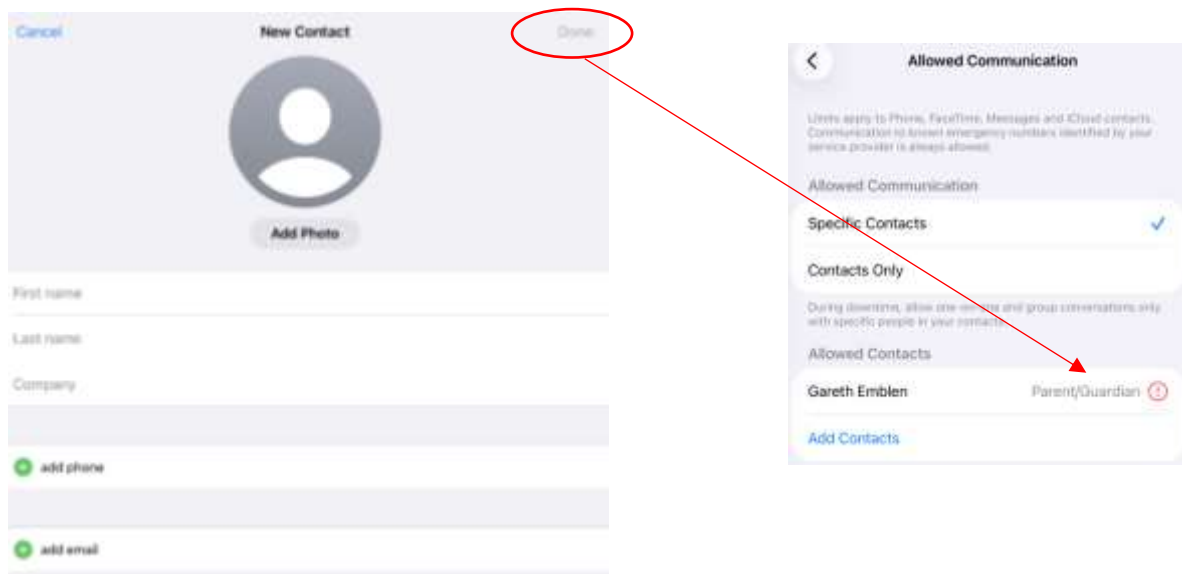 Cancel
New Contact
Done
Add Photo
First name
Last name
Company
add phone
add email
Allowed Communication
Limits apply to Phone, FaceTime, Messages and iCloud contacts.
Communication to known emergency numbers identified by your
service provider is always allowed.
Allowed Communication
Specific Contacts
Contacts Only
During downtime, allow one-on-one and group conversations only
with specific people in your contacts.
Allowed Contacts
Gareth Emblen Parent/Guardian
Add Contacts